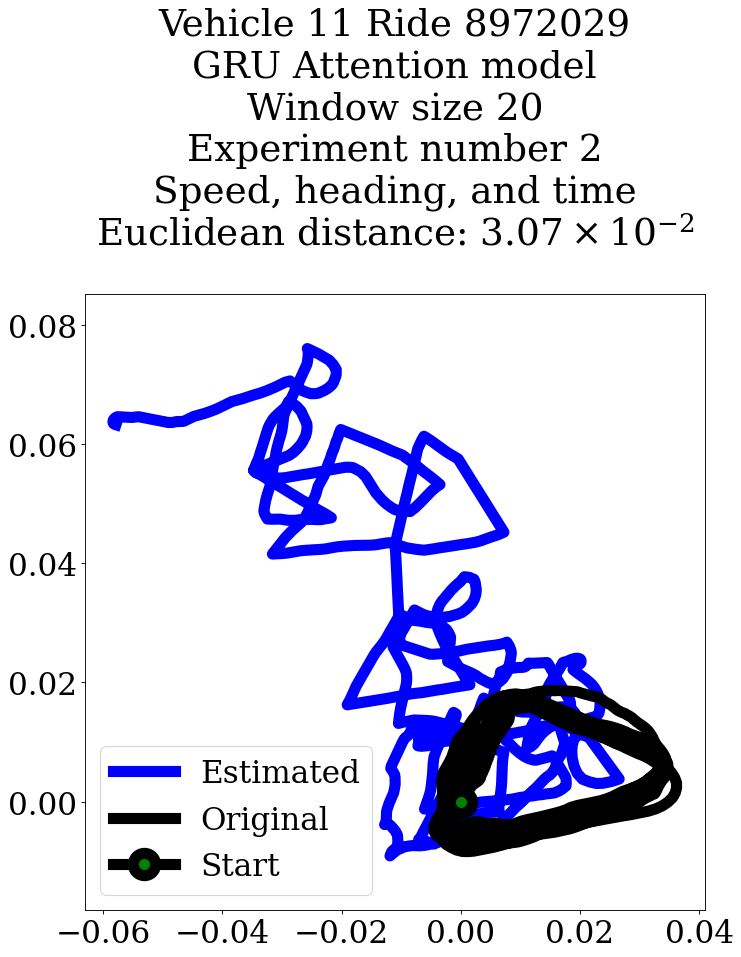 Vehicle 11 Ride 8972029
GRU Attention model
Window size 20
Experiment number 2
Speed, heading, and time
Euclidean distance: 3.07 × 10⁻²
0.08
0.06
0.04
0.02
0.00
Estimated
Original
Start
−0.06 −0.04 −0.02 0.00 0.02 0.04